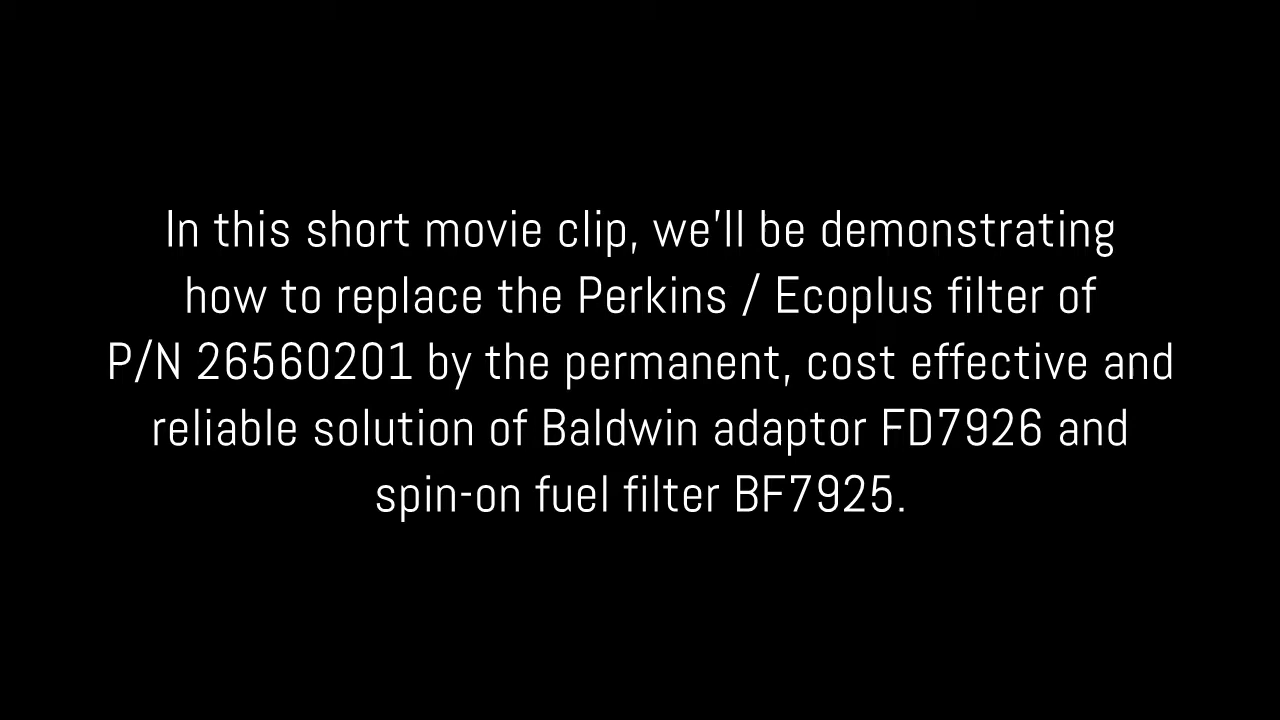 In this short movie clip, we'll be demonstrating
how to replace the Perkins / Ecoplus filter of
P/N 26560201 by the permanent, cost effective and
reliable solution of Baldwin adaptor FD7926 and
spin-on fuel filter BF7925.